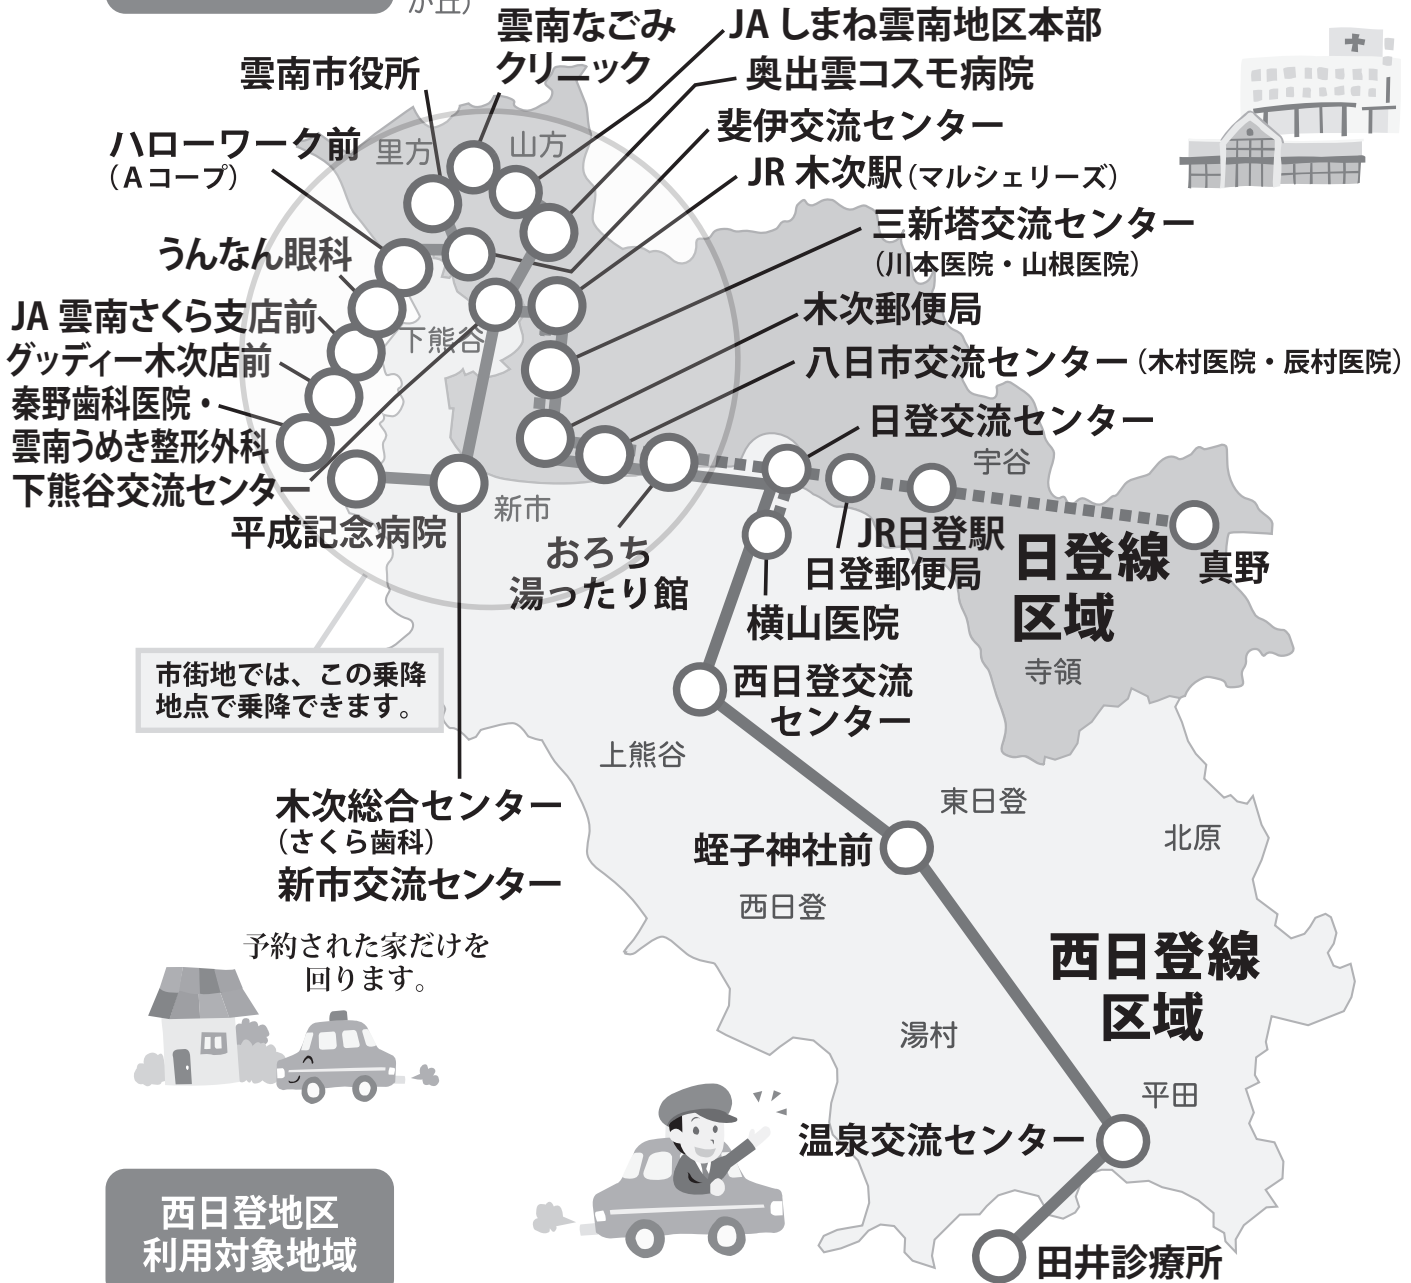 が丘）
雲南なごみ
クリニック
JA しまね雲南地区本部
雲南市役所
奥出雲コスモ病院
斐伊交流センター
ハローワーク前
（A コープ）
里方
山方
JR 木次駅（マルシェリーズ）
三新塔交流センター
（川本医院・山根医院）
うんなん眼科
JA 雲南さくら支店前
木次郵便局
下熊谷
グッディー木次店前
八日市交流センター（木村医院・辰村医院）
秦野歯科医院・
雲南うめき整形外科
日登交流センター
宇谷
下熊谷交流センター
新市
平成記念病院
おろち
湯ったり館
JR日登駅
日登郵便局
日登線
区域
真野
横山医院
市街地では、この乗降
地点で乗降できます。
西日登交流
センター
寺領
上熊谷
木次総合センター
（さくら歯科）
新市交流センター
東日登
北原
蛭子神社前
西日登
予約された家だけを
回ります。
西日登線
区域
湯村
平田
温泉交流センター
西日登地区
利用対象地域
田井診療所